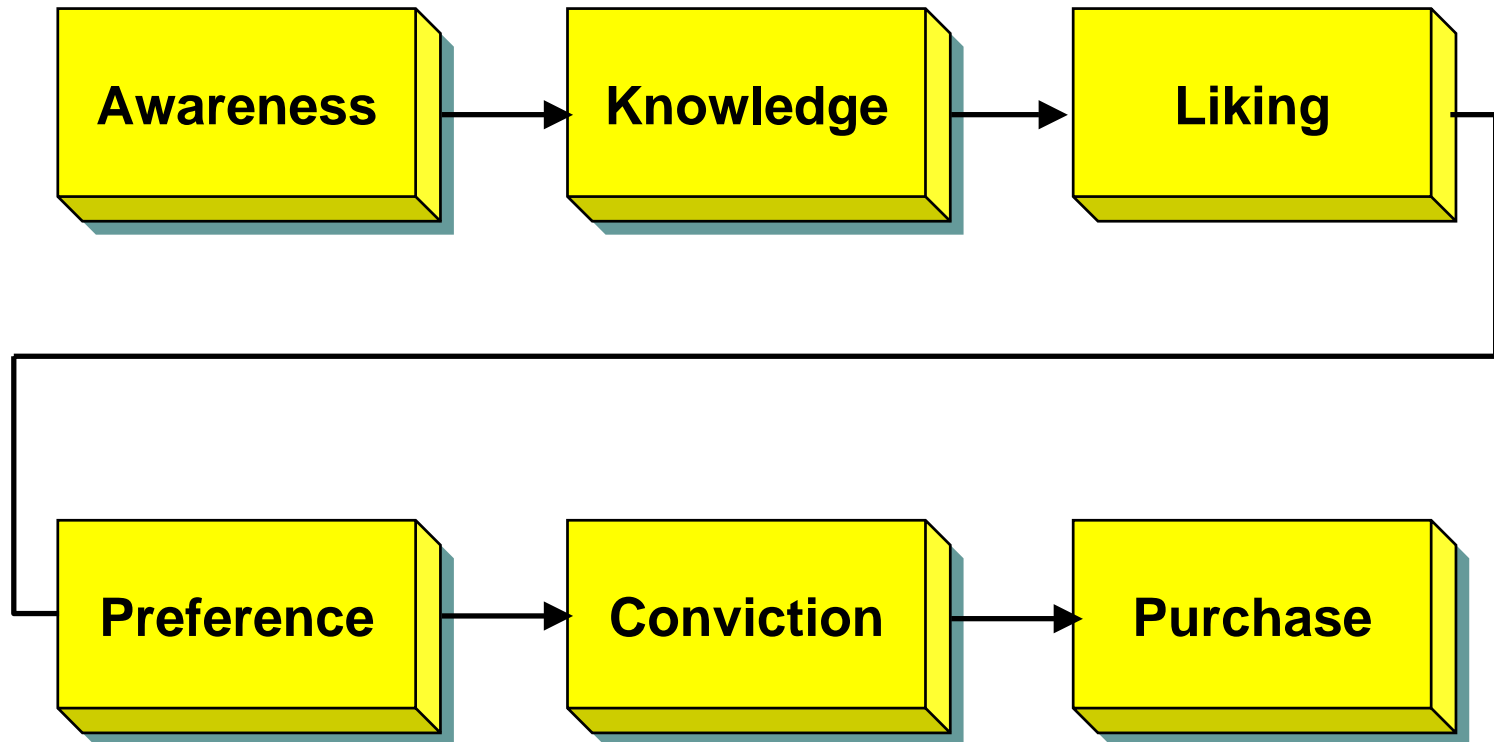 Awareness
Knowledge
Liking
Preference
Conviction
Purchase